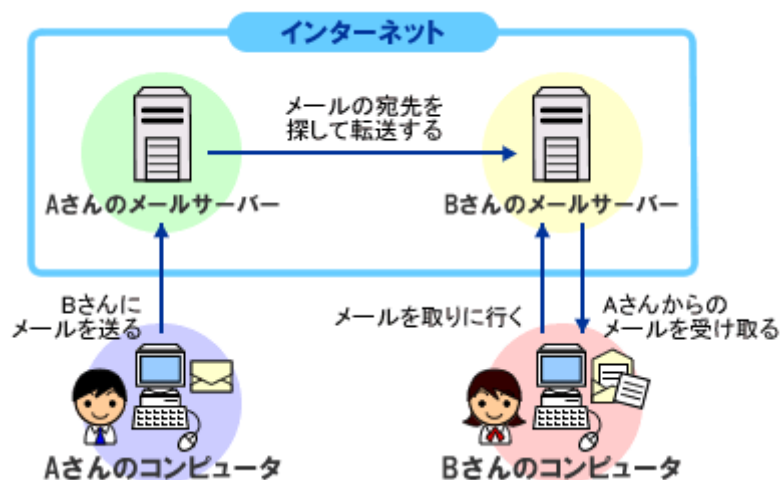 インターネット
メールの宛先を
探して転送する
Aさんのメールサーバー
Bさんのメールサーバー
Bさんに
メールを送る
メールを取りに行く
Aさんからの
メールを受け取る
Aさんのコンピュータ
Bさんのコンピュータ